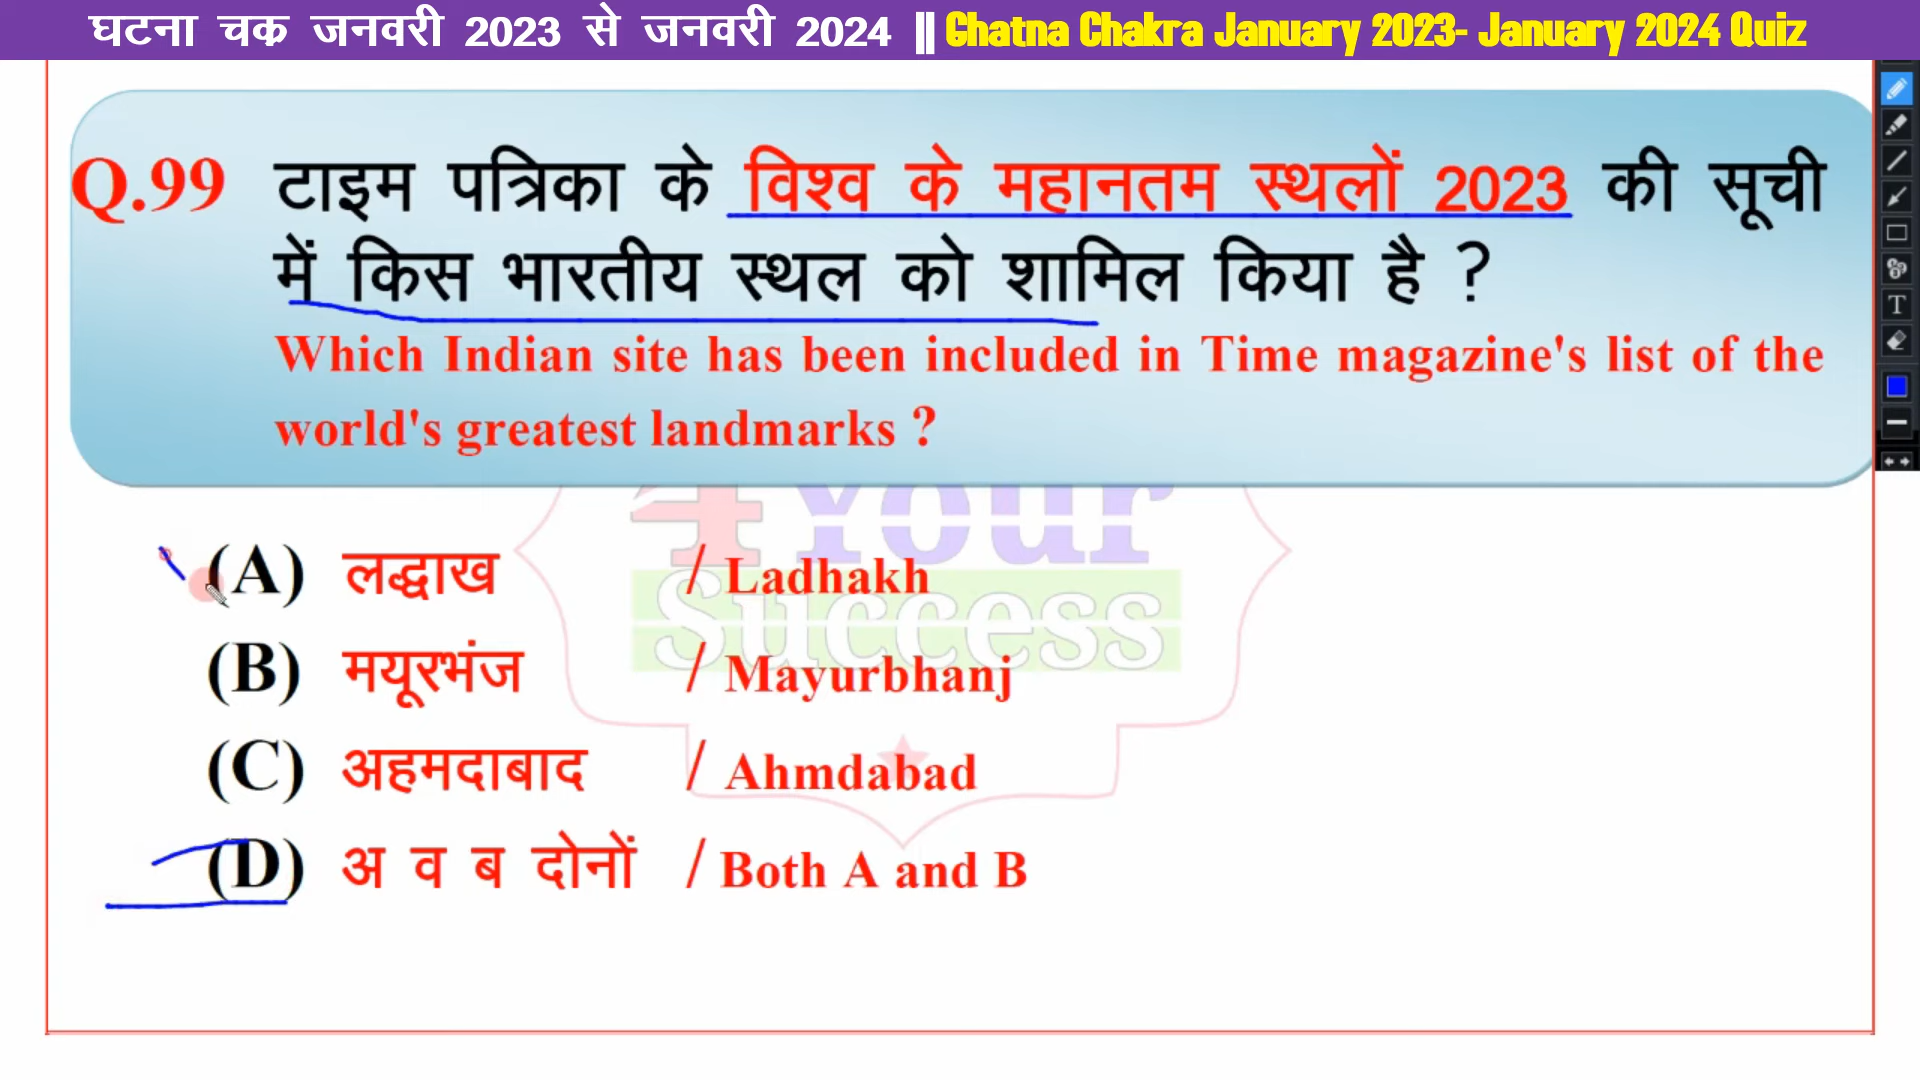 घटना चक्र जनवरी 2023 से जनवरी 2024 || Ghatna Chakra January 2023- January 2024 Quiz
Q.99 टाइम पत्रिका के विश्व के महानतम स्थलों 2023 की सूची
में किस भारतीय स्थल को शामिल किया है ?
Which Indian site has been included in Time magazine's list of the
world's greatest landmarks ?
4Your
Success
(A) लद्धाख / Ladhakh
(B) मयूरभंज / Mayurbhanj
(C) अहमदाबाद / Ahmdabad
(D) अ व ब दोनों / Both A and B
T